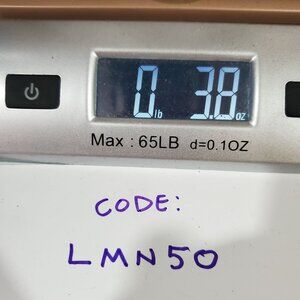 0 lb 3.8 oz
Max : 65LB d=0.1OZ
CODE:
LMN50